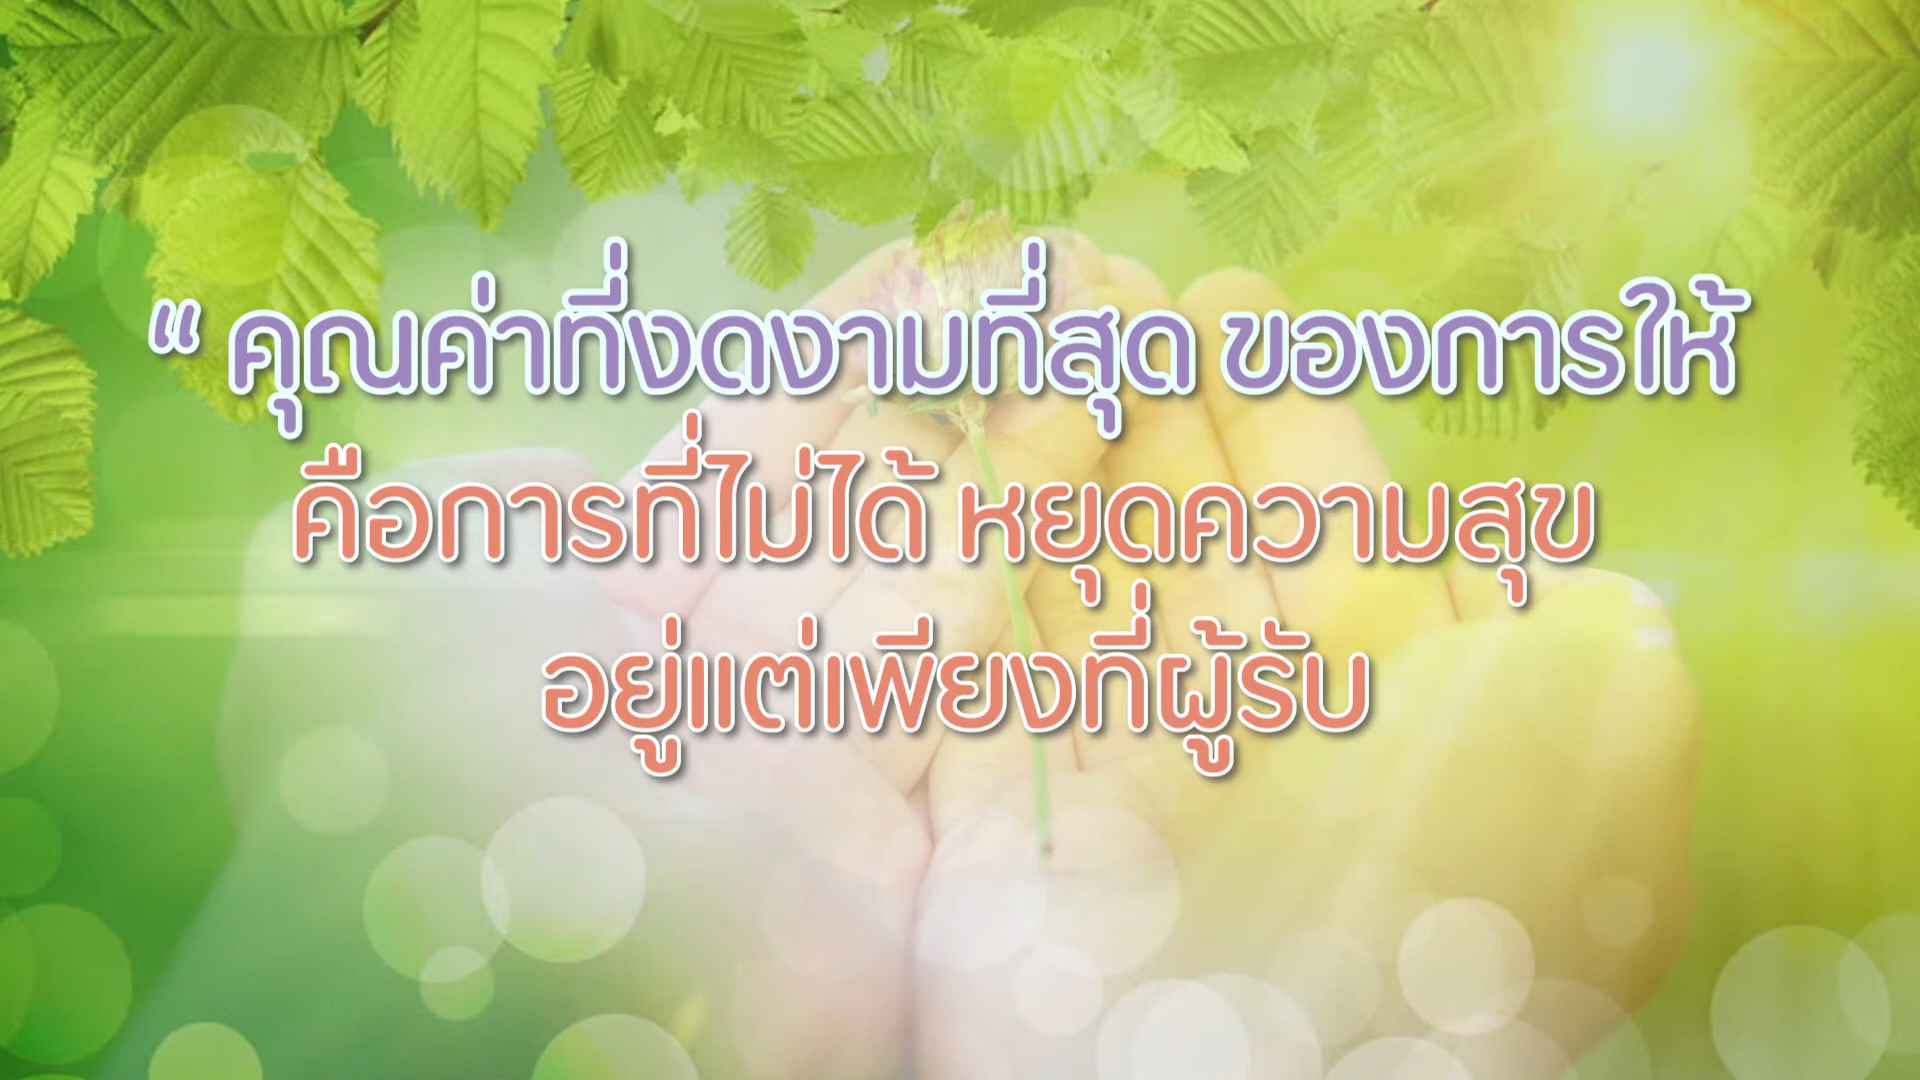 “ คุณค่าที่งดงามที่สุด ของการให้
คือการที่ไม่ได้ หยุดความสุข
อยู่แต่เพียงที่ผู้รับ